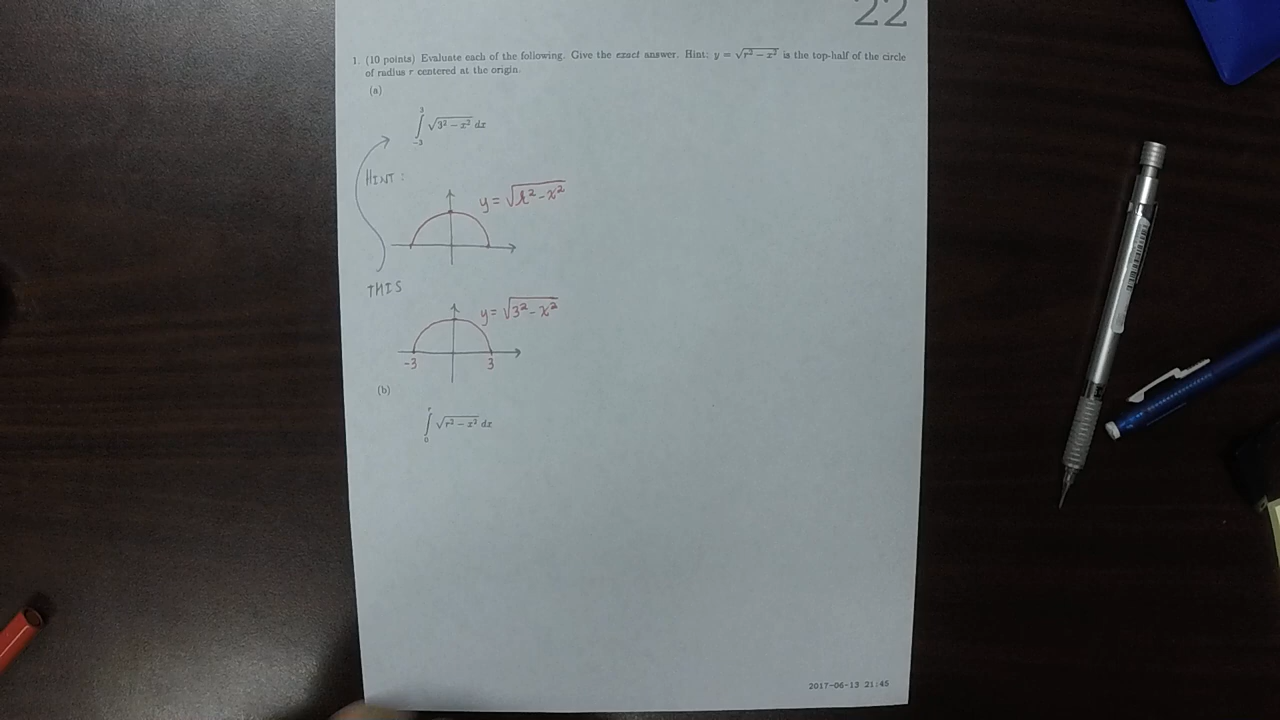 22
1. (10 points) Evaluate each of the following. Give the exact answer. Hint: y = √(r² − x²) is the top-half of the circle
of radius r centered at the origin.
(a)
∫₋₃³ √(3² − x²) dx
HINT:
y = √(r² − x²)
THIS
y = √(3² − x²)
-3 3
(b)
∫₀ʳ √(r² − x²) dx
2017-06-13 21:45